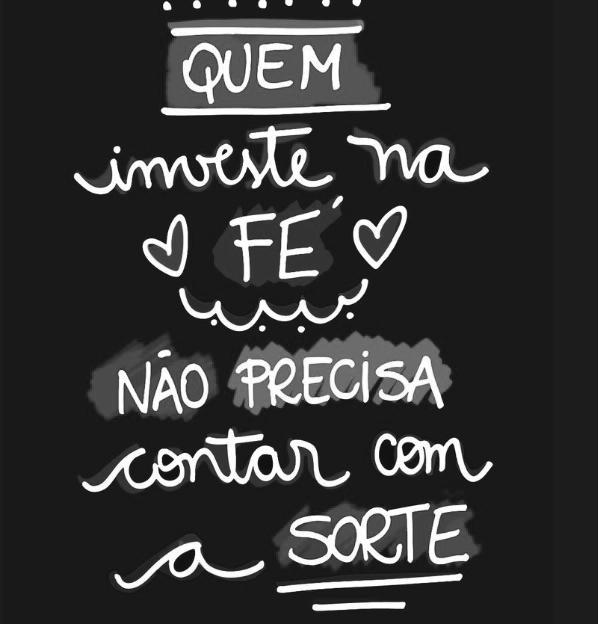 QUEM
investe na
FÉ
NÃO PRECISA
contar com
a SORTE